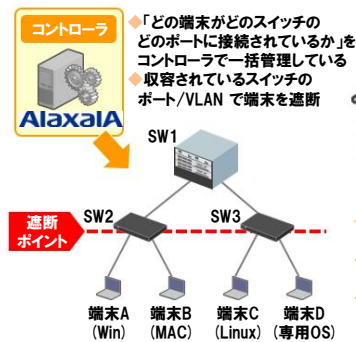 コントローラ
AlaxalA
◆「どの端末がどのスイッチの
どのポートに接続されているか」を
コントローラで一括管理している
◆収容されているスイッチの
ポート/VLAN で端末を遮断
SW1
SW2
SW3
遮断
ポイント
端末A
(Win)
端末B
(MAC)
端末C
(Linux)
端末D
(専用OS)